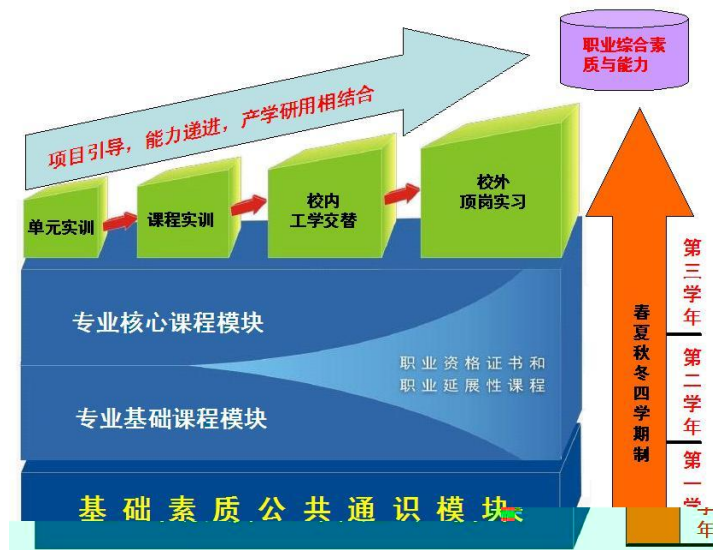 职业综合素
质与能力
项目引导，能力递进，产学研用相结合
单元实训
课程实训
校内
工学交替
校外
顶岗实习
专业核心课程模块
职业资格证书和
职业延展性课程
专业基础课程模块
基础素质公共通识模块
春夏秋冬四学期制
第三学年
第二学年
第一学年